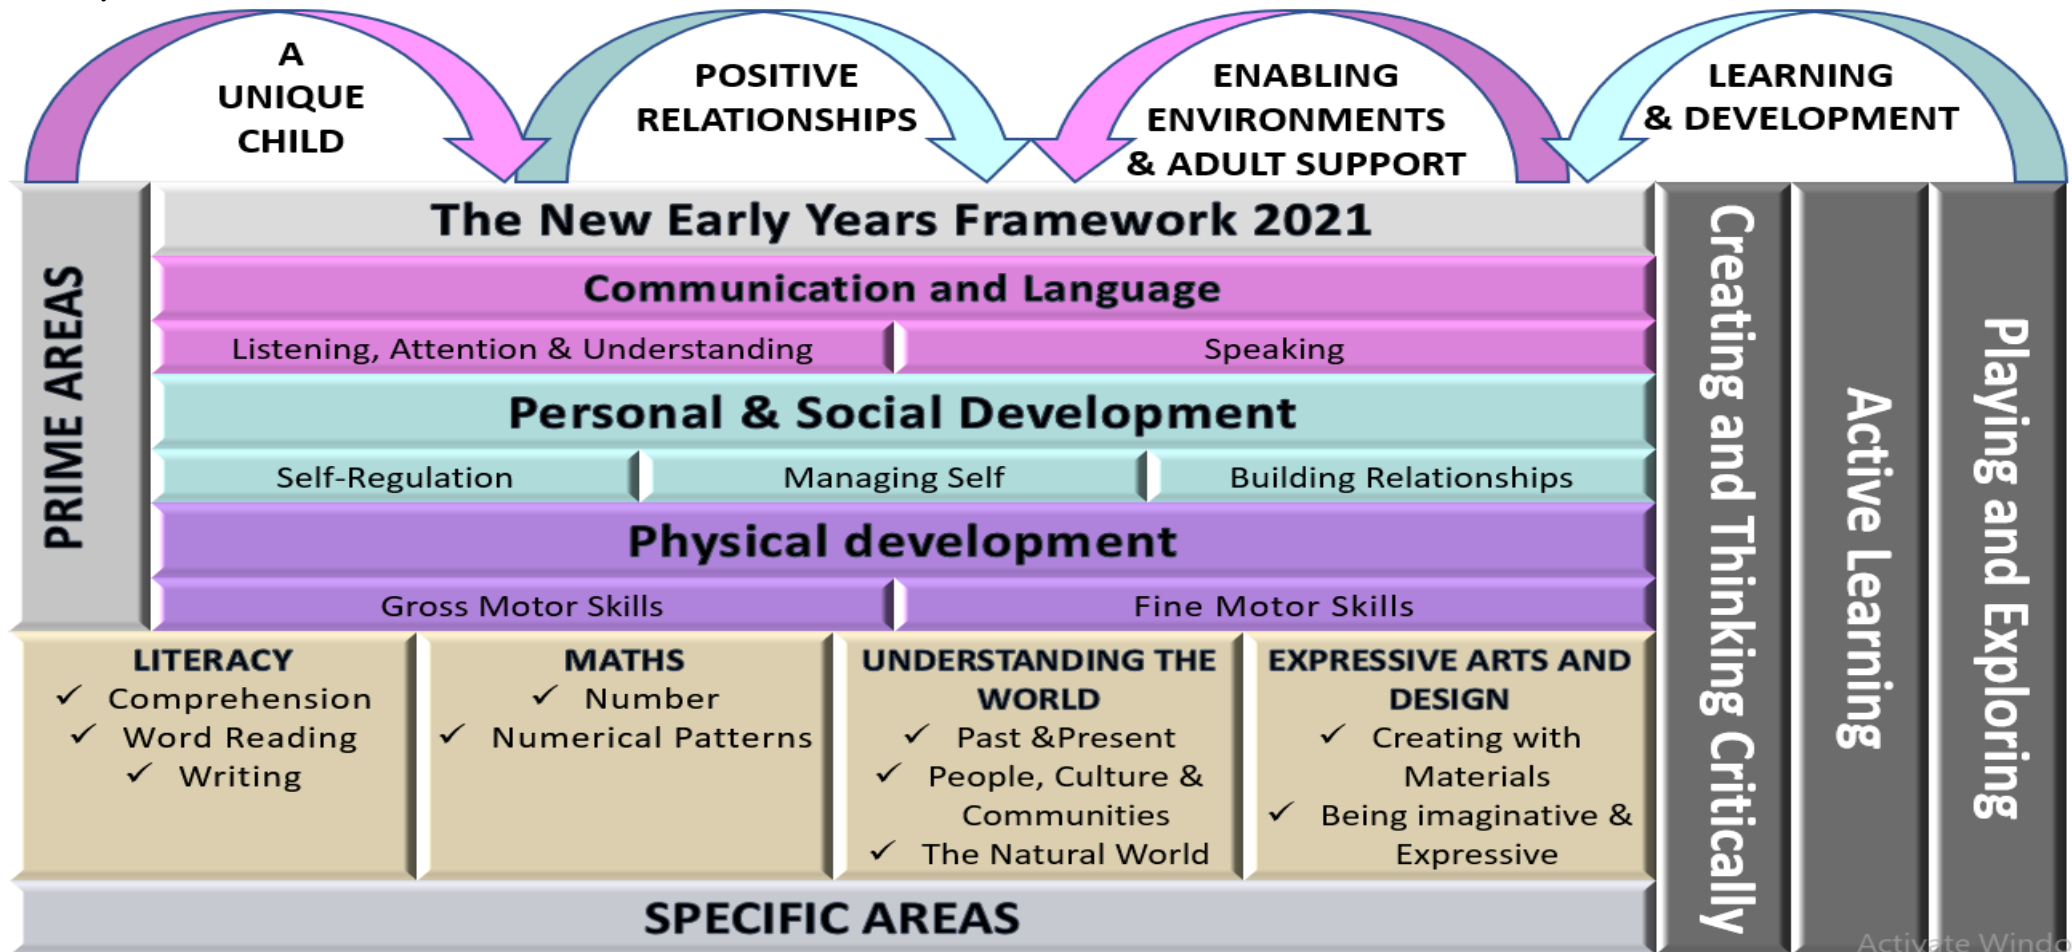 A
UNIQUE
CHILD
POSITIVE
RELATIONSHIPS
ENABLING
ENVIRONMENTS
& ADULT SUPPORT
LEARNING
& DEVELOPMENT
PRIME AREAS
The New Early Years Framework 2021
Communication and Language
Listening, Attention & Understanding
Speaking
Personal & Social Development
Self-Regulation
Managing Self
Building Relationships
Physical development
Gross Motor Skills
Fine Motor Skills
LITERACY
✓ Comprehension
✓ Word Reading
✓ Writing
MATHS
✓ Number
✓ Numerical Patterns
UNDERSTANDING THE
WORLD
✓ Past &Present
✓ People, Culture &
Communities
✓ The Natural World
EXPRESSIVE ARTS AND
DESIGN
✓ Creating with
Materials
✓ Being imaginative &
Expressive
SPECIFIC AREAS
Creating and Thinking Critically
Active Learning
Playing and Exploring
Activate Windo